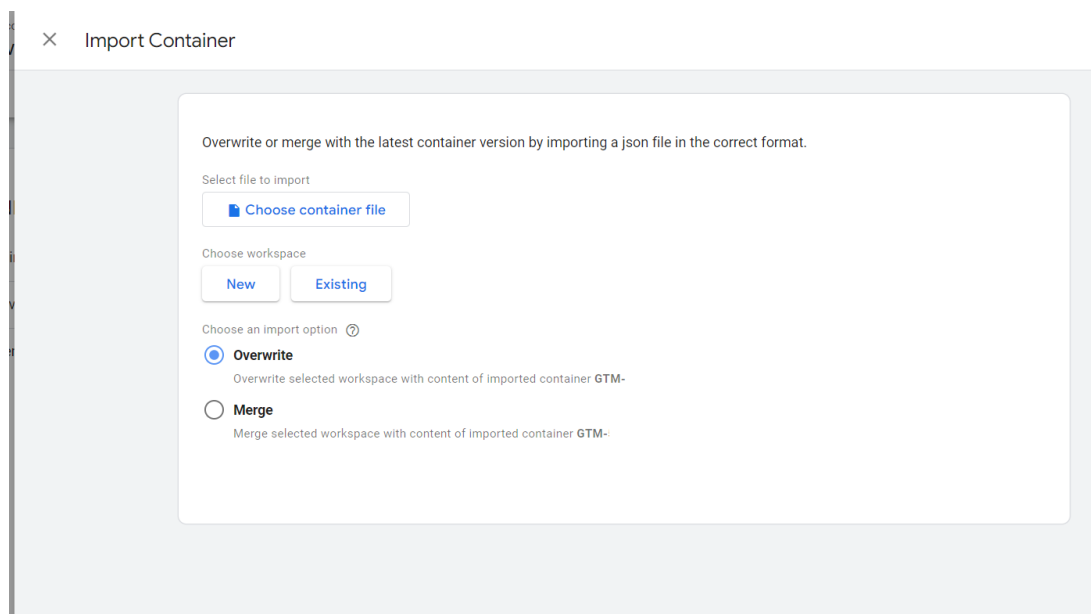 Import Container
Overwrite or merge with the latest container version by importing a json file in the correct format.
Select file to import
Choose container file
Choose workspace
New
Existing
Choose an import option
Overwrite
Overwrite selected workspace with content of imported container GTM-
Merge
Merge selected workspace with content of imported container GTM-